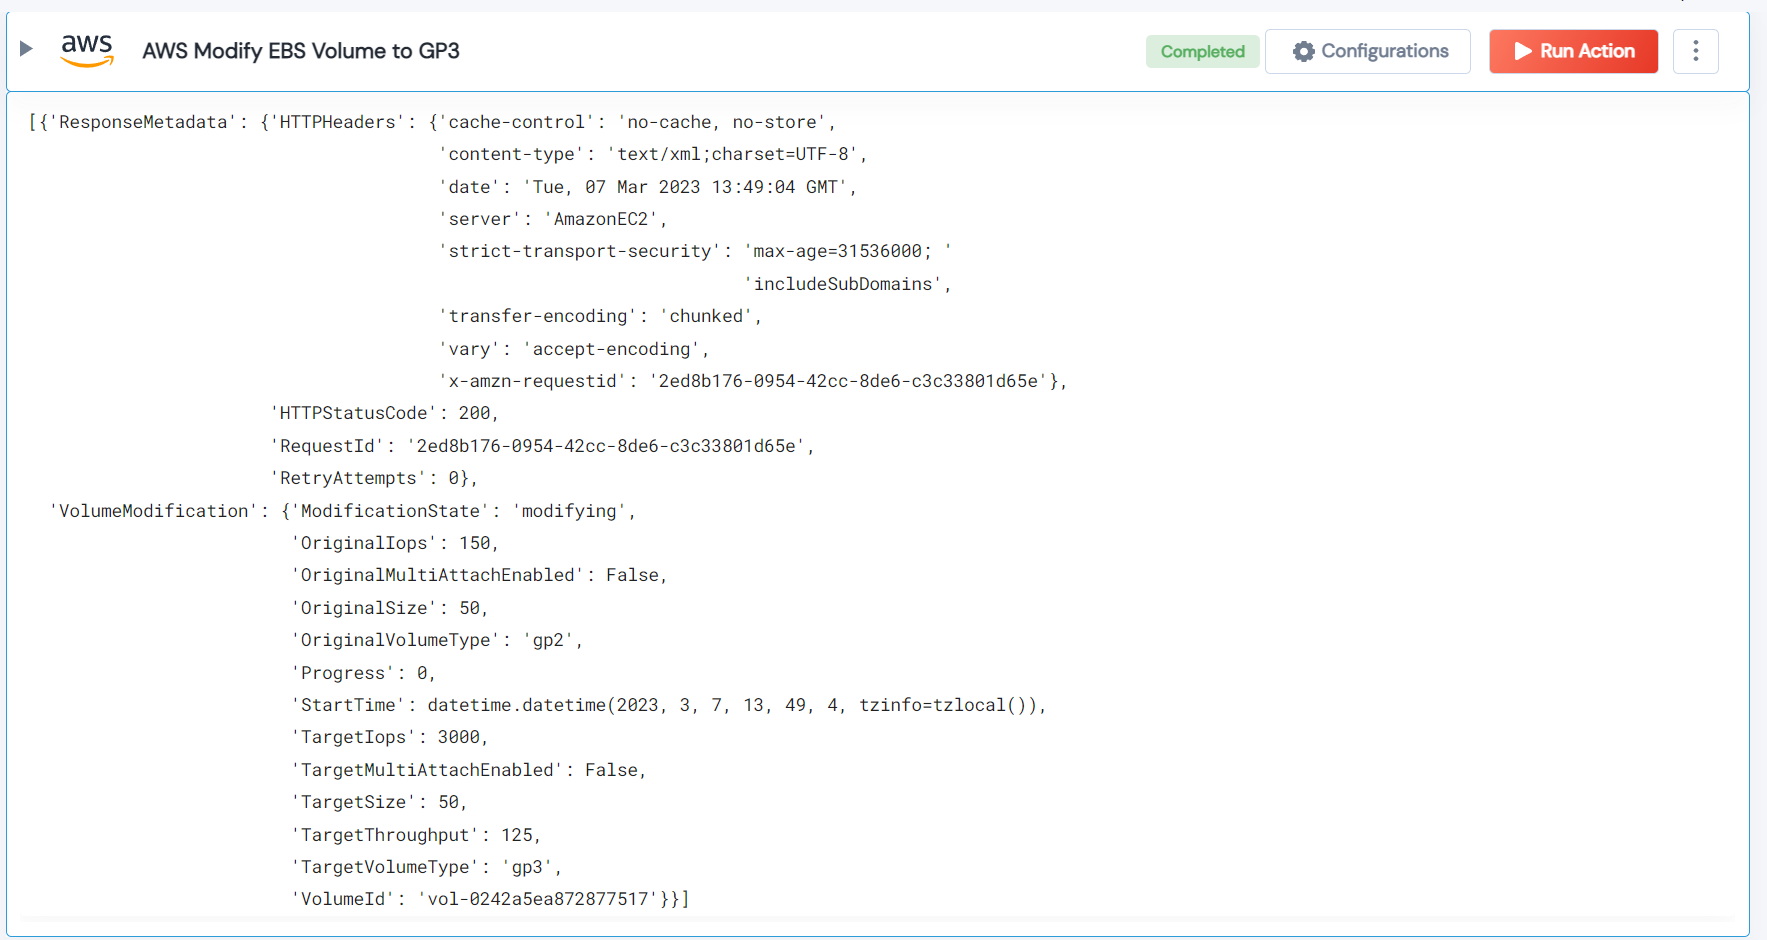 aws AWS Modify EBS Volume to GP3 Completed Configurations Run Action
[{'ResponseMetadata': {'HTTPHeaders': {'cache-control': 'no-cache, no-store',
'content-type': 'text/xml;charset=UTF-8',
'date': 'Tue, 07 Mar 2023 13:49:04 GMT',
'server': 'AmazonEC2',
'strict-transport-security': 'max-age=31536000; '
'includeSubDomains',
'transfer-encoding': 'chunked',
'vary': 'accept-encoding',
'x-amzn-requestid': '2ed8b176-0954-42cc-8de6-c3c33801d65e'},
'HTTPStatusCode': 200,
'RequestId': '2ed8b176-0954-42cc-8de6-c3c33801d65e',
'RetryAttempts': 0},
'VolumeModification': {'ModificationState': 'modifying',
'OriginalIops': 150,
'OriginalMultiAttachEnabled': False,
'OriginalSize': 50,
'OriginalVolumeType': 'gp2',
'Progress': 0,
'StartTime': datetime.datetime(2023, 3, 7, 13, 49, 4, tzinfo=tzlocal()),
'TargetIops': 3000,
'TargetMultiAttachEnabled': False,
'TargetSize': 50,
'TargetThroughput': 125,
'TargetVolumeType': 'gp3',
'VolumeId': 'vol-0242a5ea872877517'}}]